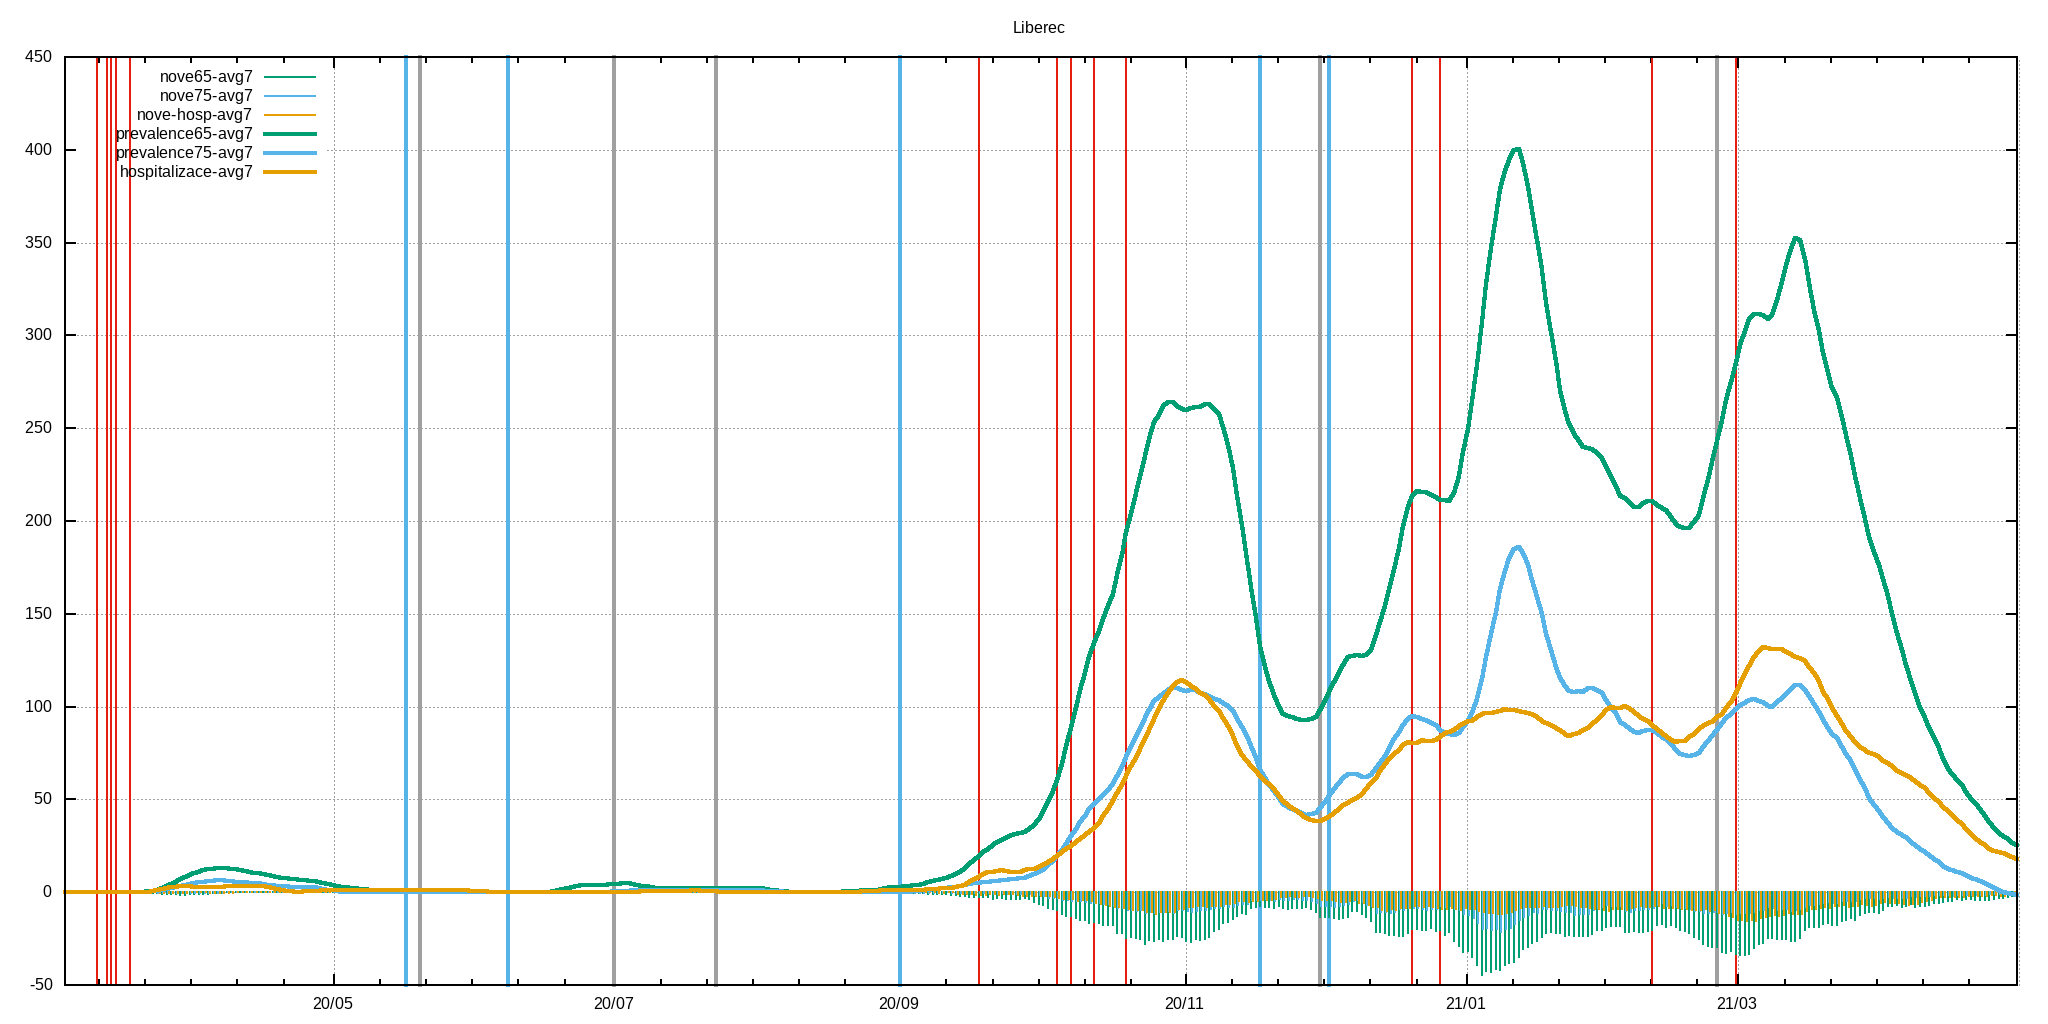 Liberec
450
400
350
300
250
200
150
100
50
0
-50
nove65-avg7
nove75-avg7
nove-hosp-avg7
prevalence65-avg7
prevalence75-avg7
hospitalizace-avg7
20/05 20/07 20/09 20/11 21/01 21/03